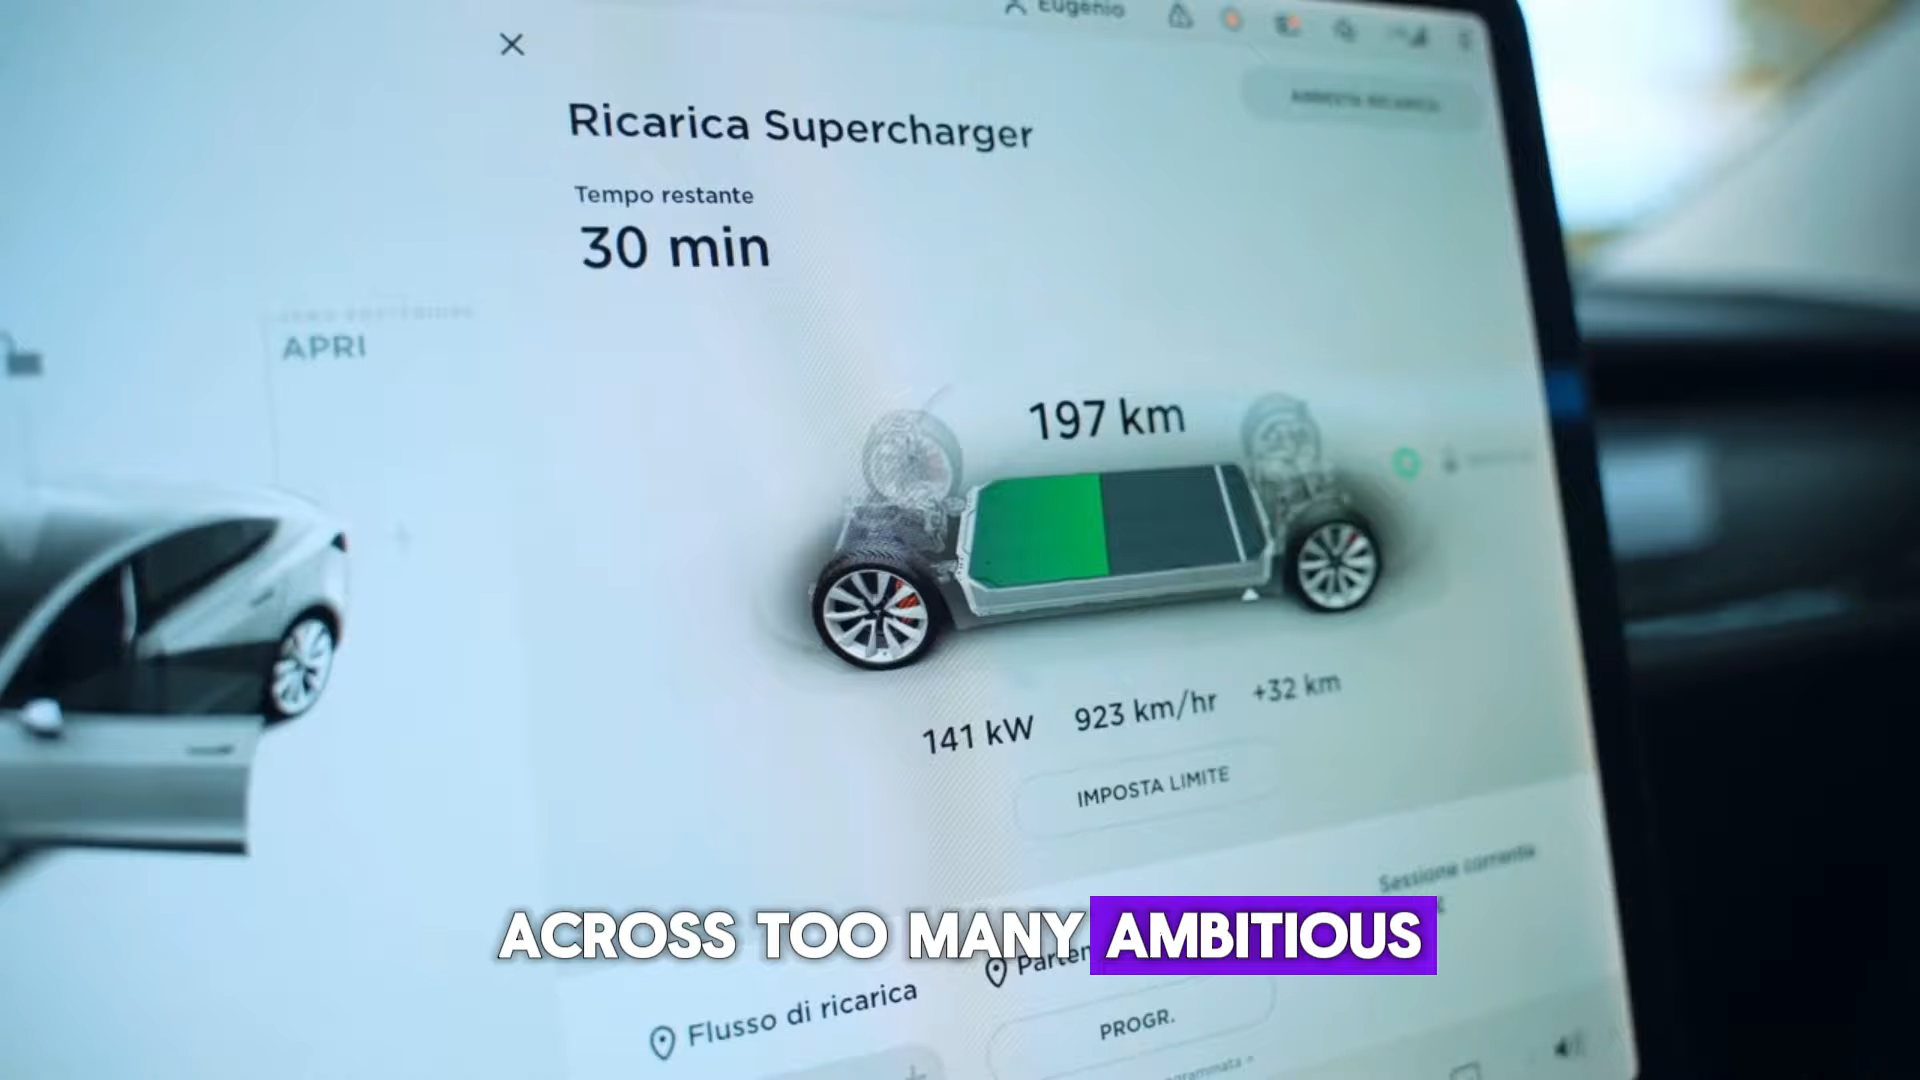 Eugenio
Ricarica Supercharger
Tempo restante
30 min
APRI
197 km
141 kW 923 km/hr +32 km
IMPOSTA LIMITE
Sessione corrente
ACROSS TOO MANY AMBITIOUS
Flusso di ricarica
PROGR.